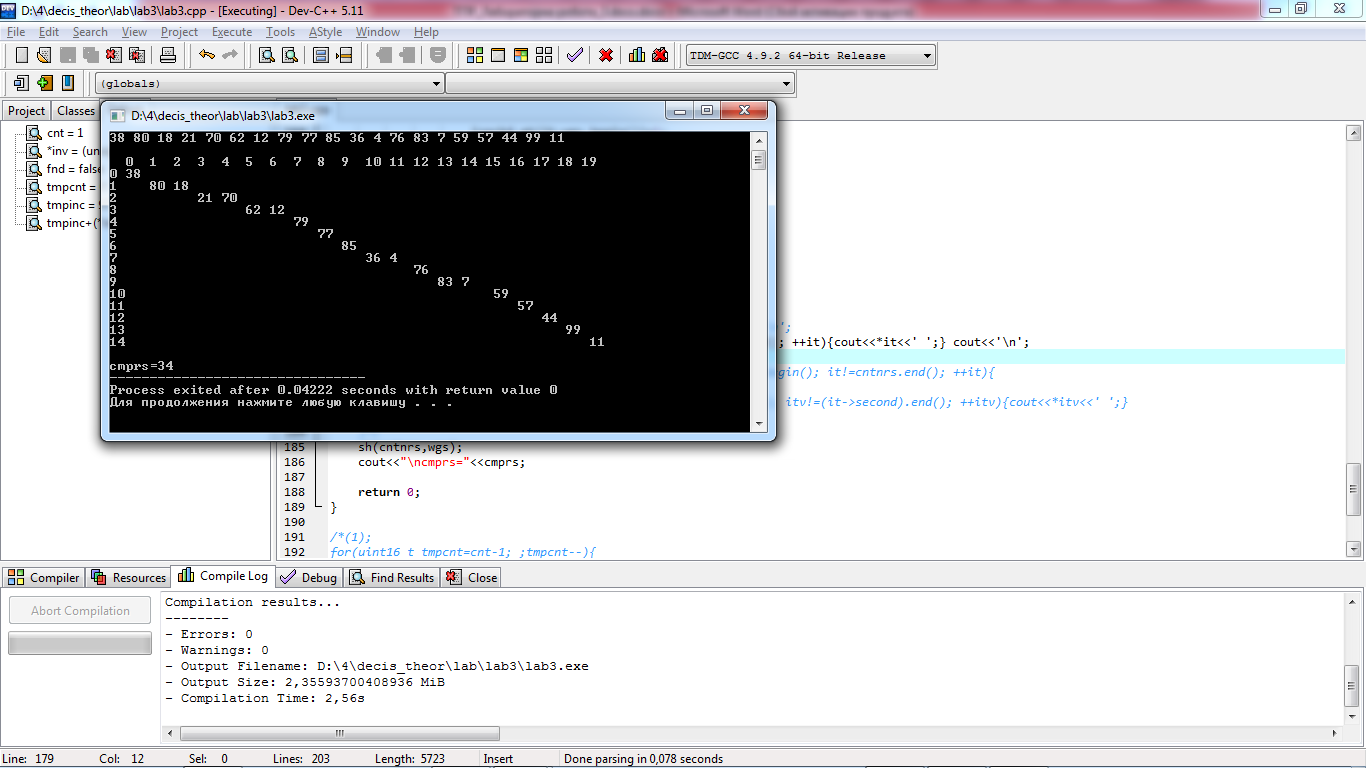 D:\4\decis_theor\lab\lab3\lab3.cpp - [Executing] - Dev-C++ 5.11
File Edit Search View Project Execute Tools AStyle Window Help
TDM-GCC 4.9.2 64-bit Release
(globals)
Project Classes
cnt = 1
*inv = (un
fnd = false
tmpcnt =
tmpinc =
tmpinc+(*
D:\4\decis_theor\lab\lab3\lab3.exe
38 80 18 21 70 62 12 79 77 85 36 4 76 83 7 59 57 44 99 11
0 1 2 3 4 5 6 7 8 9 10 11 12 13 14 15 16 17 18 19
0 38
1 80 18
2 21 70
3 62 12
4 79
5 77
6 85
7 36 4
8 76
9 83 7
10 59
11 57
12 44
13 99
14 11
cmprs=34
--------------------------------
Process exited after 0.04222 seconds with return value 0
Для продолжения нажмите любую клавишу . . .
';
; ++it){cout<<*it<<' ';} cout<<'\n';
gin(); it!=cntnrs.end(); ++it){
itv!=(it->second).end(); ++itv){cout<<*itv<<' ';}
185 sh(cntnrs,wgs);
186 cout<<"\ncmprs="<<cmprs;
187
188 return 0;
189 }
190
191 /*(1);
192 for(uint16_t tmpcnt=cnt-1; ;tmpcnt--){
Compiler Resources Compile Log Debug Find Results Close
Abort Compilation
Compilation results...
--------
- Errors: 0
- Warnings: 0
- Output Filename: D:\4\decis_theor\lab\lab3\lab3.exe
- Output Size: 2,35593700408936 MiB
- Compilation Time: 2,56s
Line: 179 Col: 12 Sel: 0 Lines: 203 Length: 5723 Insert Done parsing in 0,078 seconds